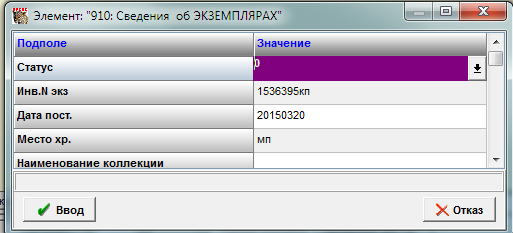 Элемент: "910: Сведения об ЭКЗЕМПЛЯРАХ"
Подполе Значение
Статус 0
Инв.N экз 1536395кп
Дата пост. 20150320
Место хр. мп
Наименование коллекции
Ввод Отказ